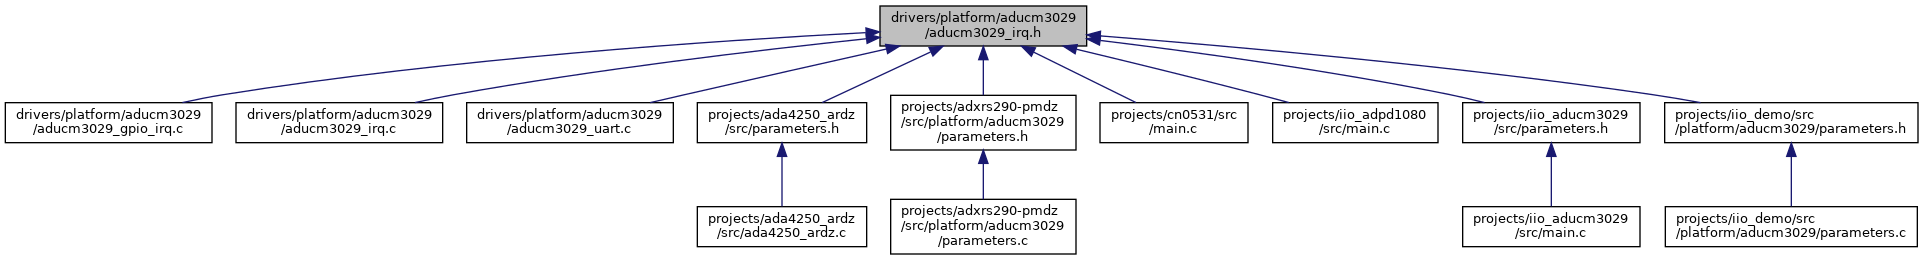 drivers/platform/aducm3029
/aducm3029_irq.h
drivers/platform/aducm3029
/aducm3029_gpio_irq.c
drivers/platform/aducm3029
/aducm3029_irq.c
drivers/platform/aducm3029
/aducm3029_uart.c
projects/ada4250_ardz
/src/parameters.h
projects/adxrs290-pmdz
/src/platform/aducm3029
/parameters.h
projects/cn0531/src
/main.c
projects/iio_adpd1080
/src/main.c
projects/iio_aducm3029
/src/parameters.h
projects/iio_demo/src
/platform/aducm3029/parameters.h
projects/ada4250_ardz
/src/ada4250_ardz.c
projects/adxrs290-pmdz
/src/platform/aducm3029
/parameters.c
projects/iio_aducm3029
/src/main.c
projects/iio_demo/src
/platform/aducm3029/parameters.c